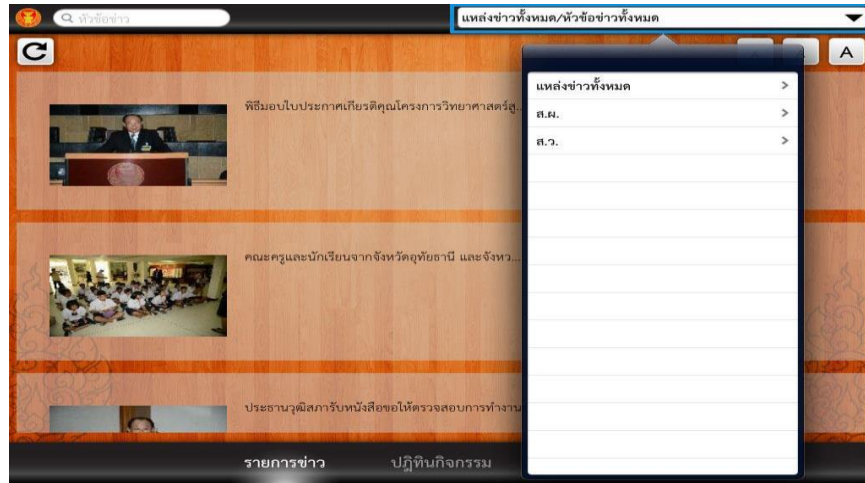 หัวข้อข่าว
แหล่งข่าวทั้งหมด/หัวข้อข่าวทั้งหมด
A
แหล่งข่าวทั้งหมด
ส.ผ.
ส.ว.
พิธีมอบใบประกาศเกียรติคุณโครงการวิทยาศาสตร์สู...
คณะครูและนักเรียนจากจังหวัดอุทัยธานี และจังหว...
ประธานวุฒิสภารับหนังสือขอให้ตรวจสอบการทำงาน
รายการข่าว
ปฎิทินกิจกรรม